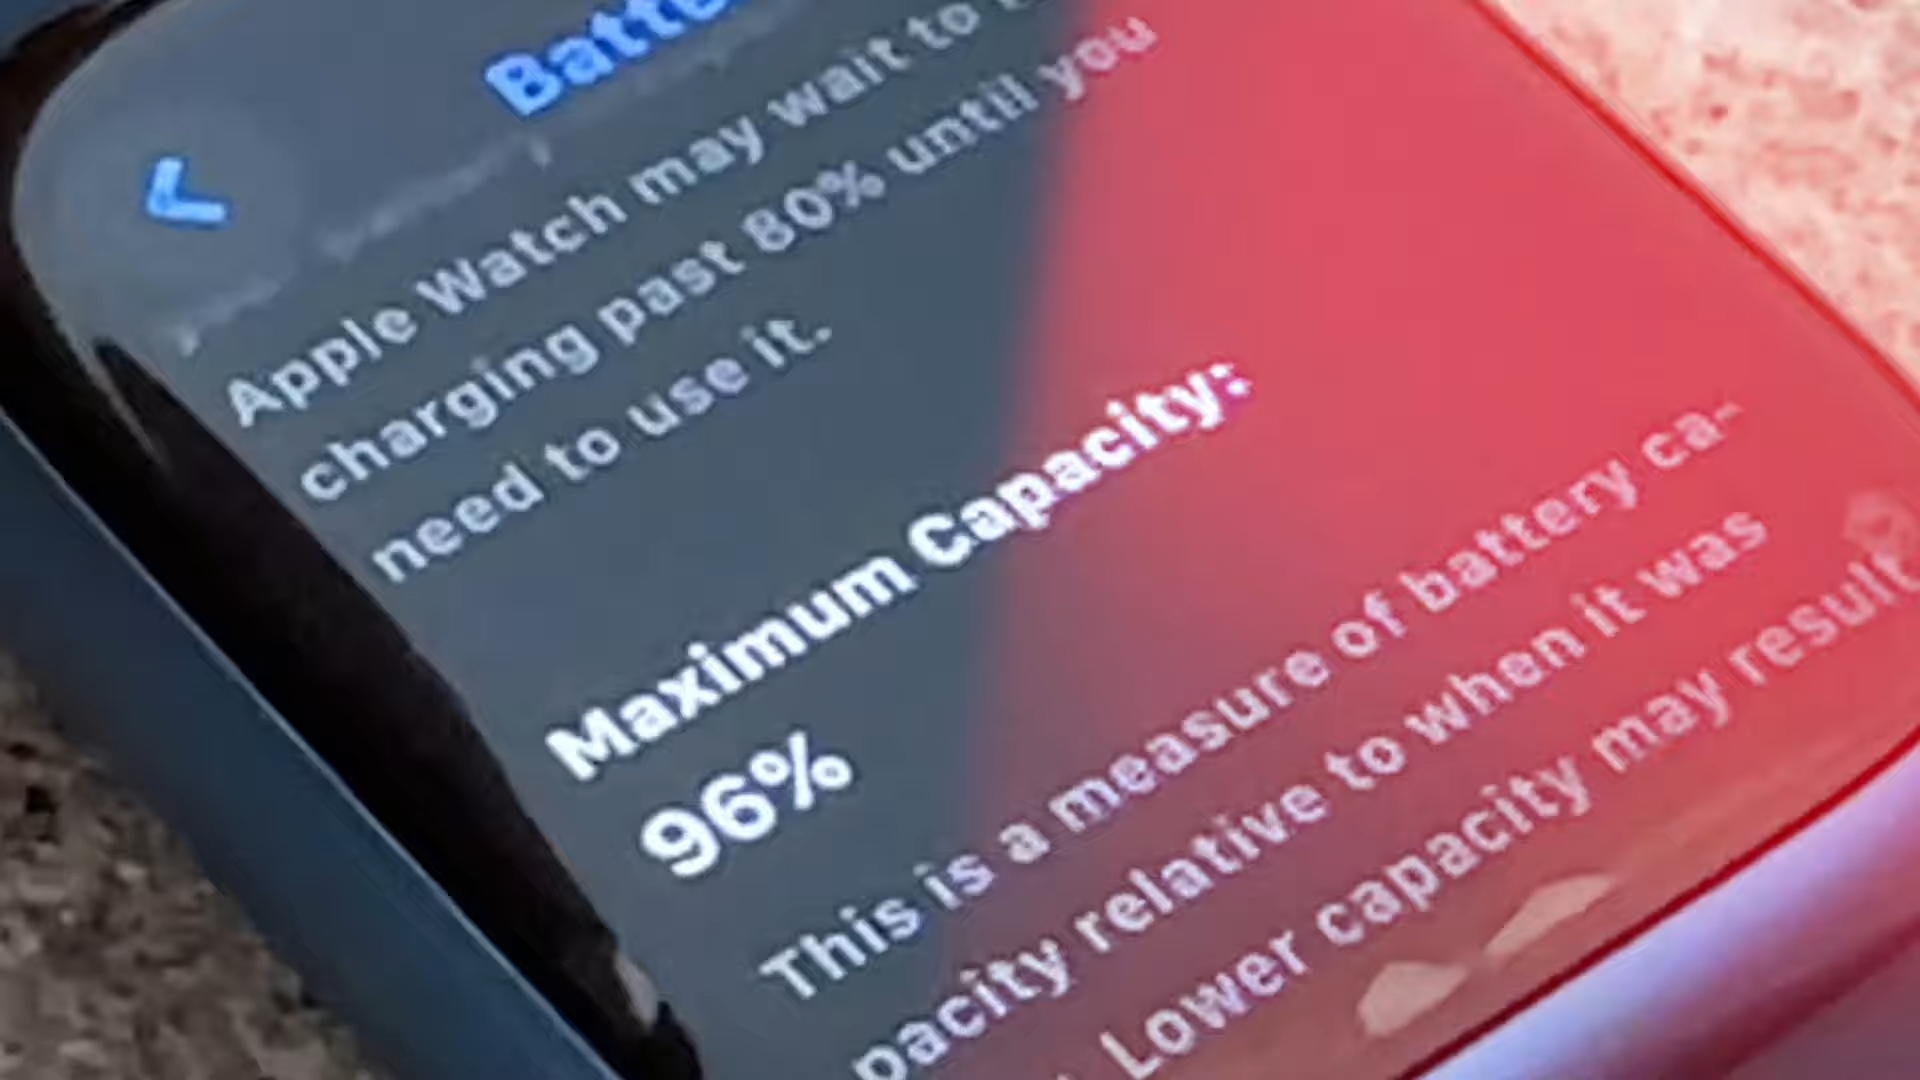 Apple Watch may wait to
charging past 80% until you
need to use it.
Maximum Capacity:
96%
This is a measure of battery ca-
pacity relative to when it was
Lower capacity may result